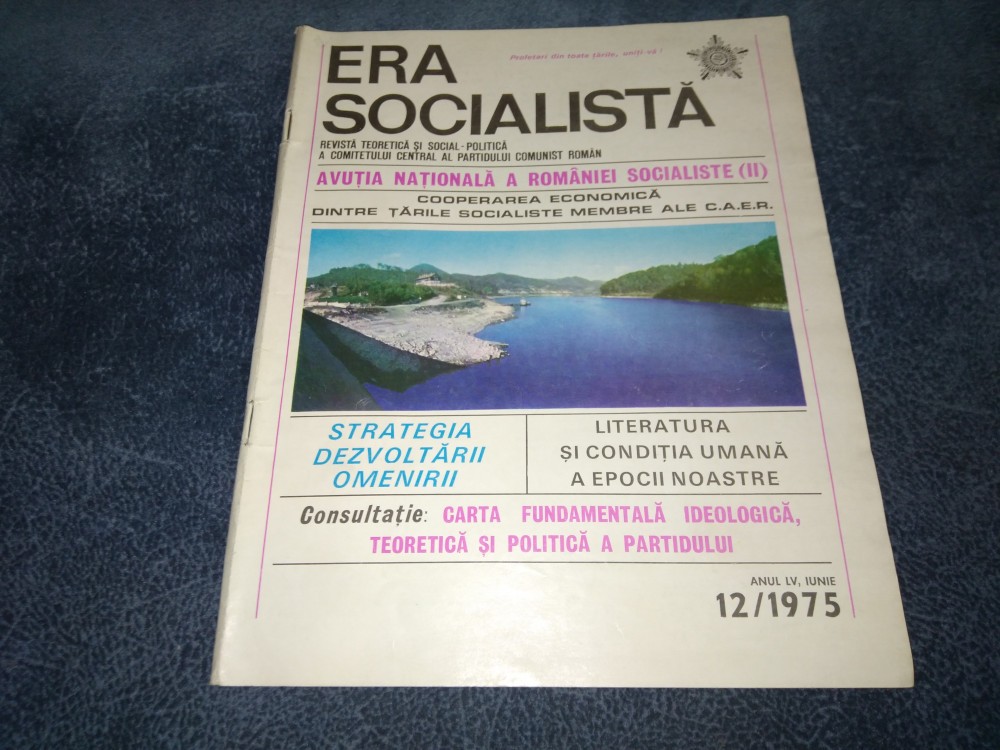 ERA
Proletari din toate țările, uniți-vă !
SOCIALISTĂ
REVISTĂ TEORETICĂ ȘI SOCIAL-POLITICĂ
A COMITETULUI CENTRAL AL PARTIDULUI COMUNIST ROMÂN
AVUȚIA NAȚIONALĂ A ROMÂNIEI SOCIALISTE (II)
COOPERAREA ECONOMICĂ
DINTRE ȚĂRILE SOCIALISTE MEMBRE ALE C.A.E.R.
STRATEGIA
DEZVOLTĂRII
OMENIRII
LITERATURA
ȘI CONDIȚIA UMANĂ
A EPOCII NOASTRE
Consultație: CARTA FUNDAMENTALĂ IDEOLOGICĂ,
TEORETICĂ ȘI POLITICĂ A PARTIDULUI
ANUL LV, IUNIE
12/1975